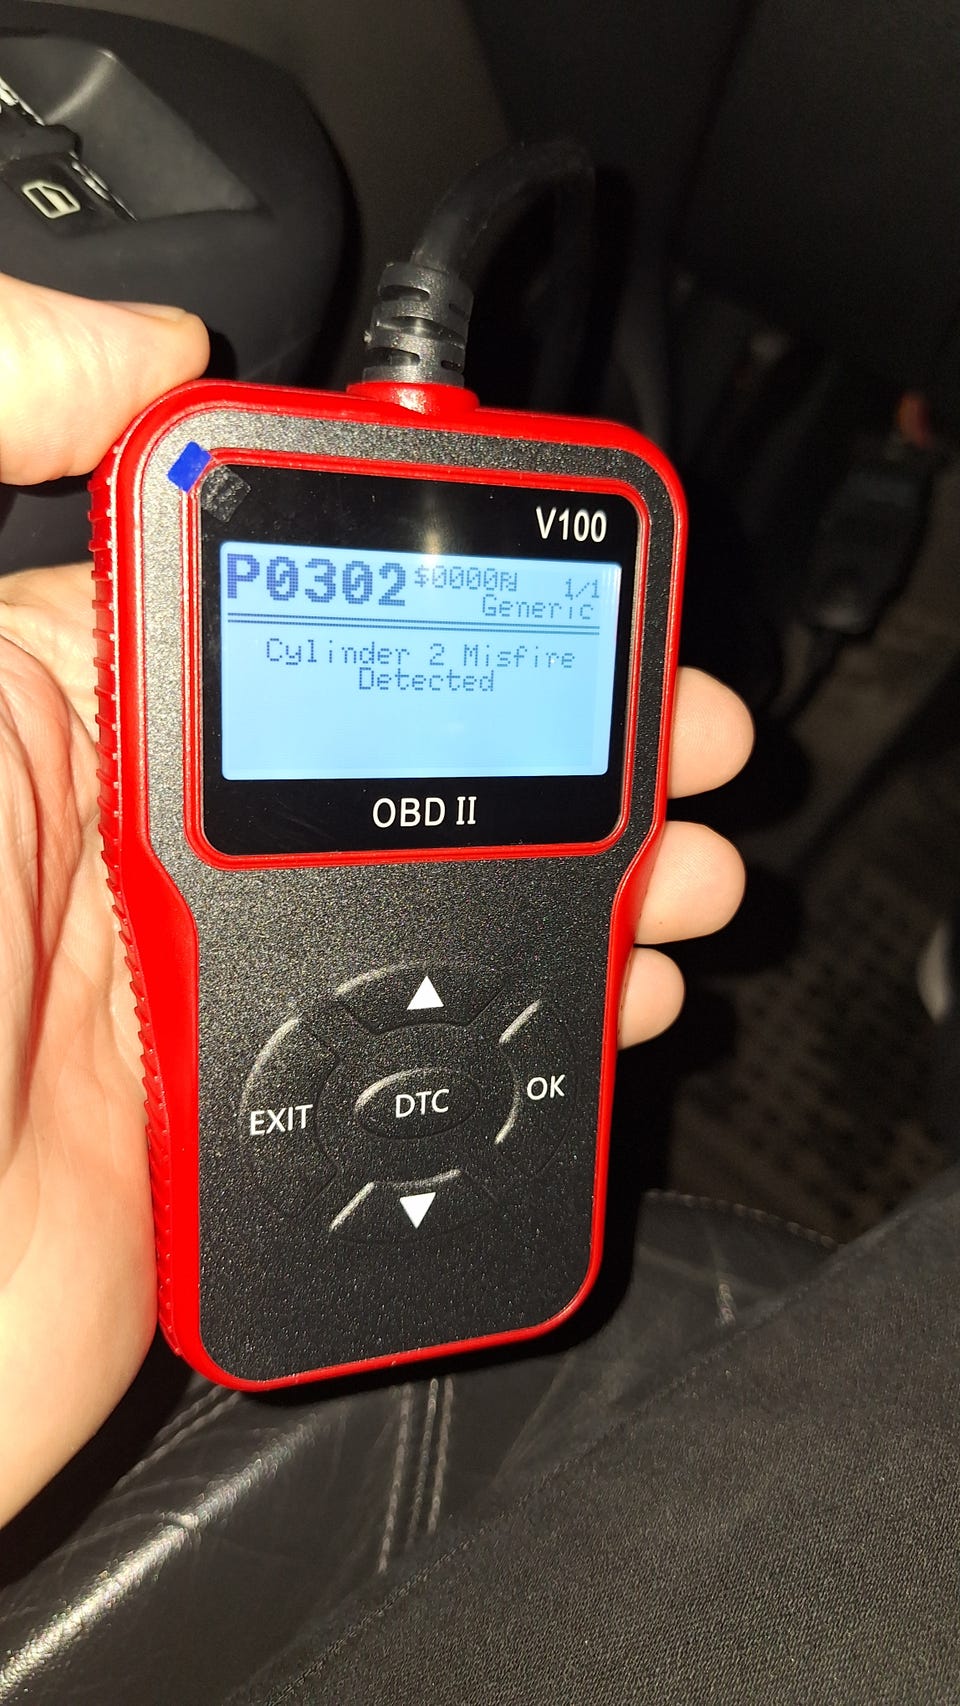 V100
P0302 $0000 1/1
Generic
Cylinder 2 Misfire
Detected
OBD II
EXIT DTC OK